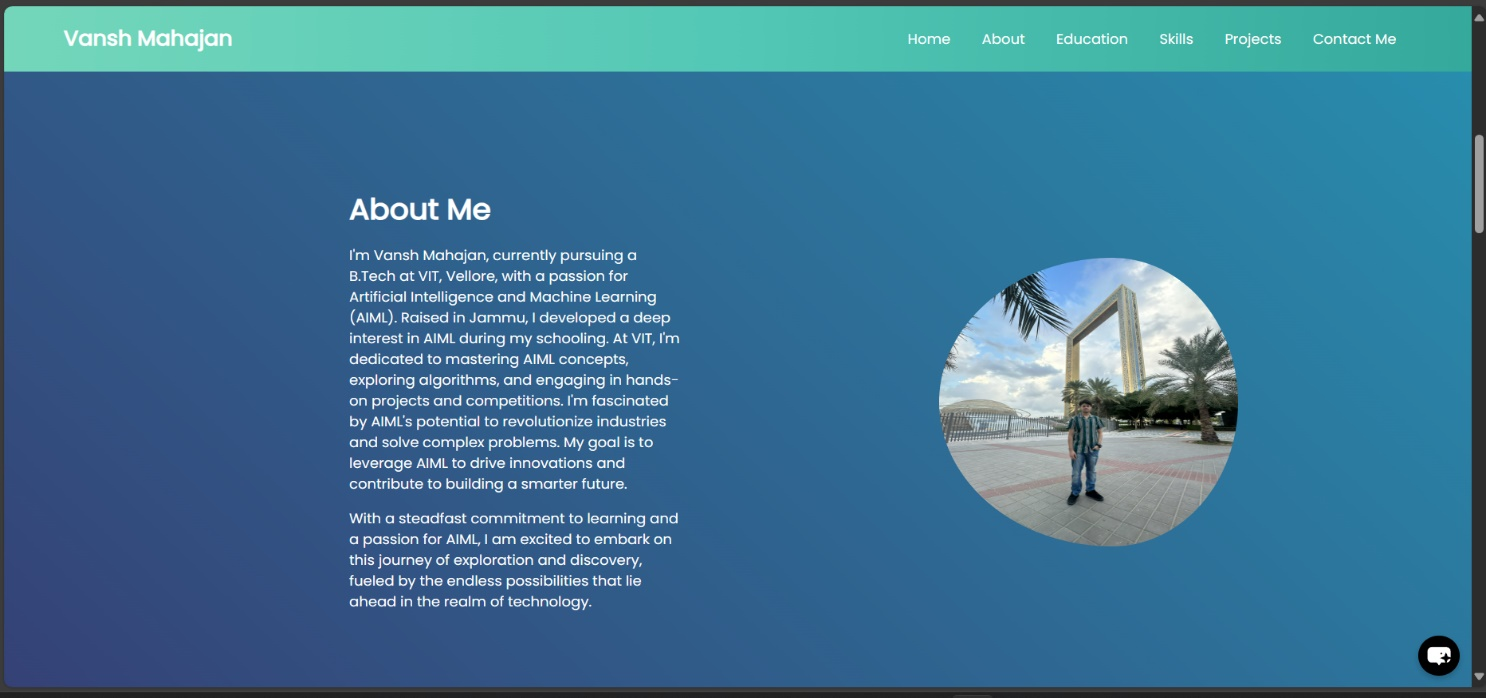 Vansh Mahajan
Home About Education Skills Projects Contact Me
About Me
I'm Vansh Mahajan, currently pursuing a
B.Tech at VIT, Vellore, with a passion for
Artificial Intelligence and Machine Learning
(AIML). Raised in Jammu, I developed a deep
interest in AIML during my schooling. At VIT, I'm
dedicated to mastering AIML concepts,
exploring algorithms, and engaging in hands-
on projects and competitions. I'm fascinated
by AIML's potential to revolutionize industries
and solve complex problems. My goal is to
leverage AIML to drive innovations and
contribute to building a smarter future.
With a steadfast commitment to learning and
a passion for AIML, I am excited to embark on
this journey of exploration and discovery,
fueled by the endless possibilities that lie
ahead in the realm of technology.